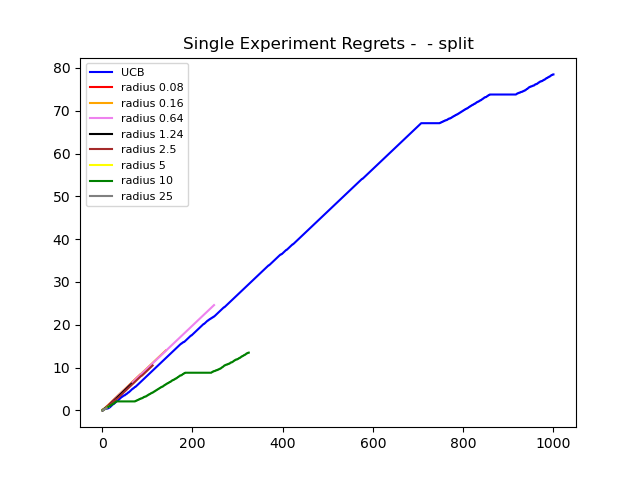 Single Experiment Regrets -  - split
80
70
60
50
40
30
20
10
0
UCB
radius 0.08
radius 0.16
radius 0.64
radius 1.24
radius 2.5
radius 5
radius 10
radius 25
0 200 400 600 800 1000